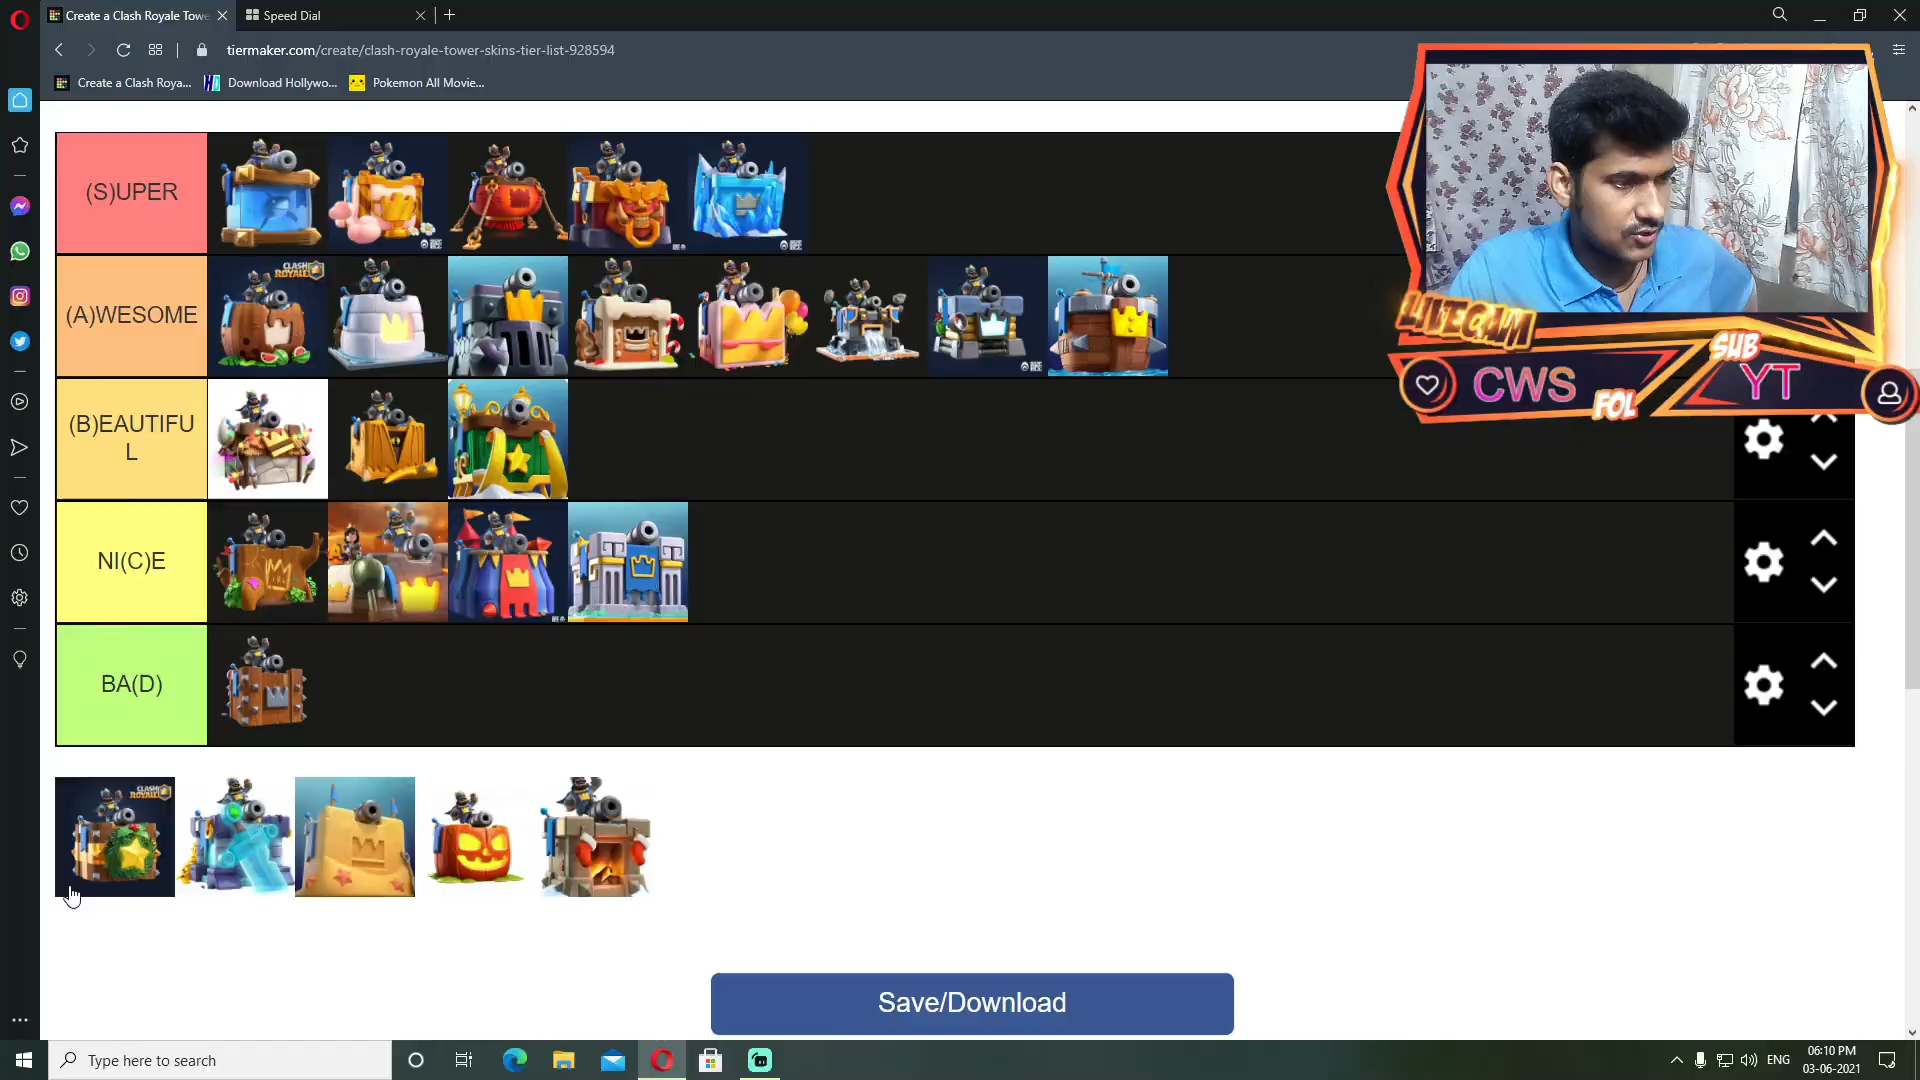 Create a Clash Royale Towe
Speed Dial
tiermaker.com/create/clash-royale-tower-skins-tier-list-928594
Create a Clash Roya...
Download Hollywo...
Pokemon All Movie...
(S)UPER
(A)WESOME
CLASH ROYALE
(B)EAUTIFU
L
NI(C)E
BA(D)
CLASH ROYALE
LIVECAM
SUB
CWS
YT
FOL
Save/Download
Type here to search
ENG
06:10 PM
03-06-2021